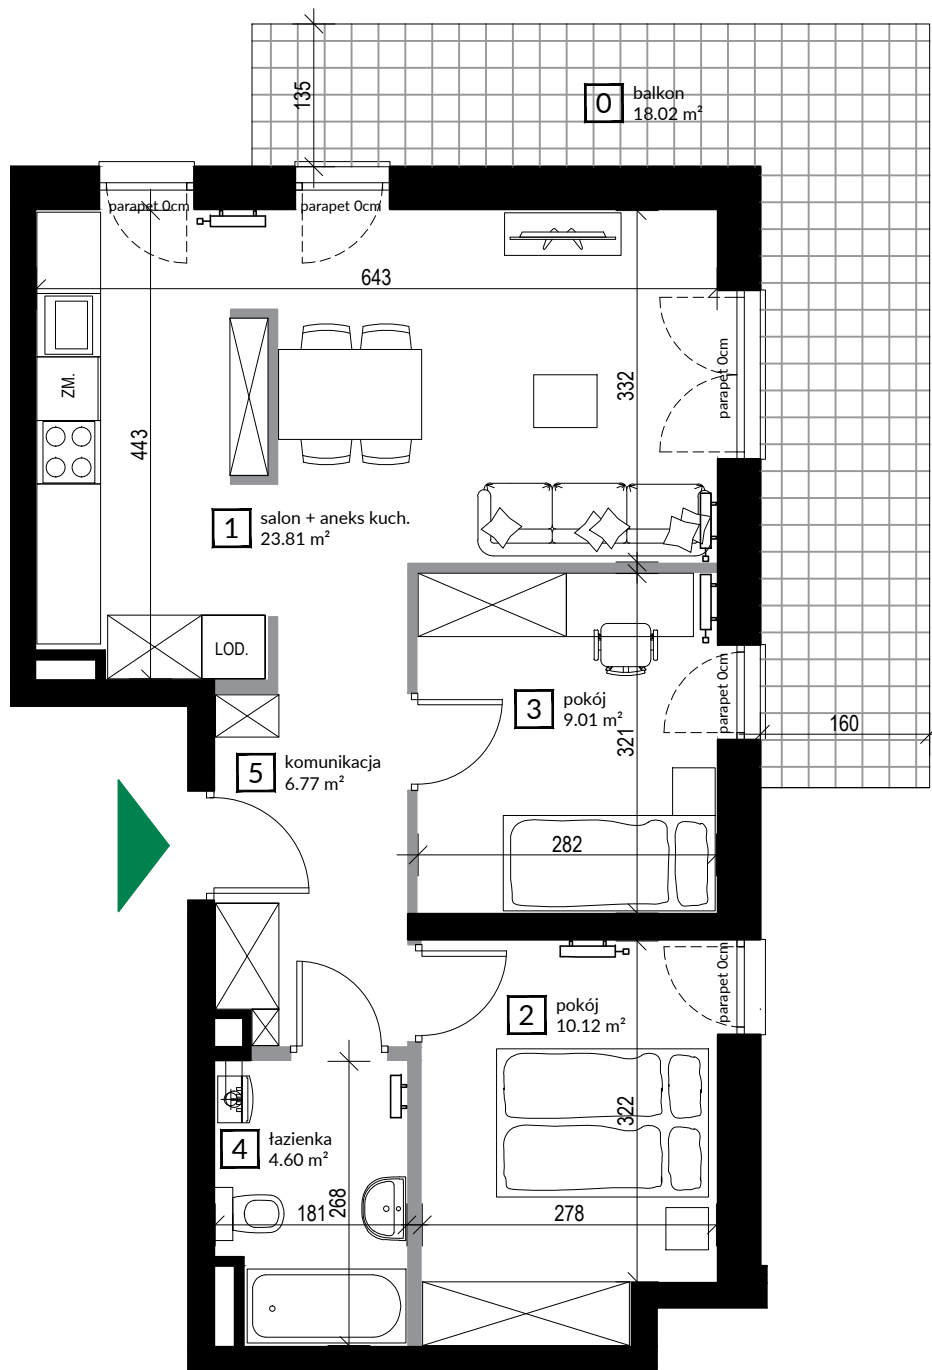 135
0
balkon
18.02 m²
parapet 0cm
parapet 0cm
643
ZM.
443
332
parapet 0cm
1
salon + aneks kuch.
23.81 m²
LOD.
3
pokój
9.01 m²
321
parapet 0cm
160
5
komunikacja
6.77 m²
282
2
pokój
10.12 m²
parapet 0cm
322
4
łazienka
4.60 m²
181
268
278